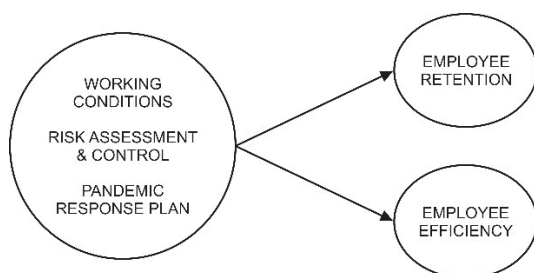 WORKING
CONDITIONS
RISK ASSESSMENT
& CONTROL
PANDEMIC
RESPONSE PLAN
EMPLOYEE
RETENTION
EMPLOYEE
EFFICIENCY